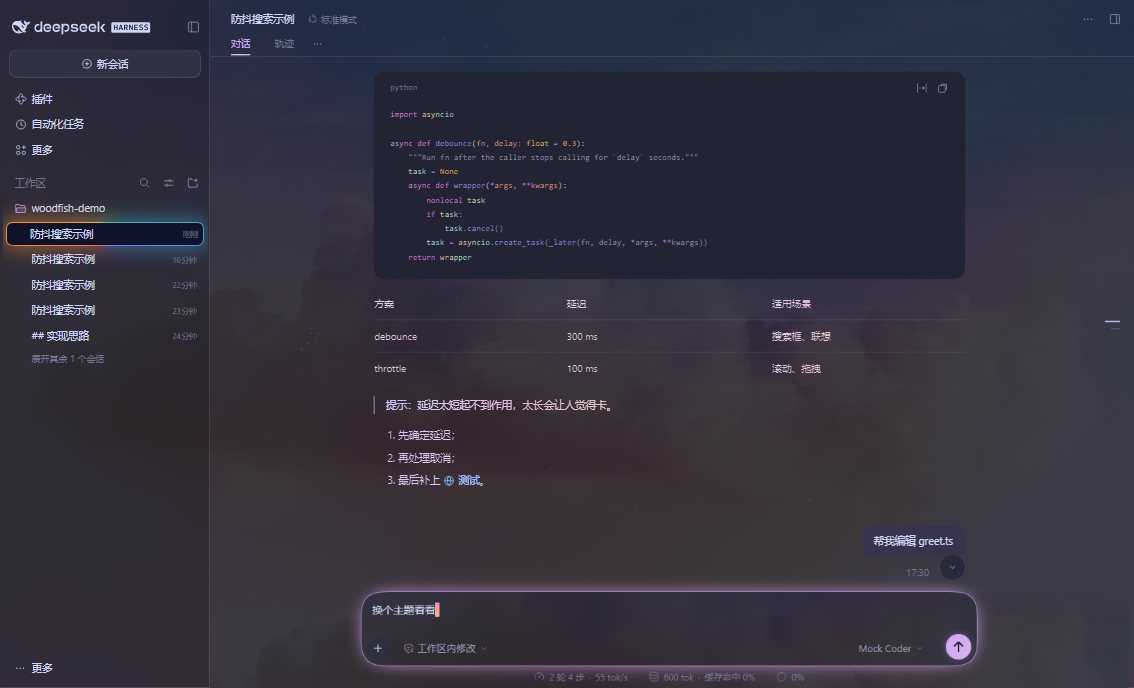 deepseek HARNESS
新会话
插件
自动化任务
更多
工作区
woodfish-demo
防抖搜索示例 刚刚
防抖搜索示例 16分钟
防抖搜索示例 22分钟
防抖搜索示例 23分钟
## 实现思路 24分钟
展开其余 1 个会话
··· 更多
防抖搜索示例 标准模式
对话 轨迹 ···
python
import asyncio
async def debounce(fn, delay: float = 0.3):
"""Run fn after the caller stops calling for `delay` seconds."""
task = None
async def wrapper(*args, **kwargs):
nonlocal task
if task:
task.cancel()
task = asyncio.create_task(_later(fn, delay, *args, **kwargs))
return wrapper
方案 延迟 适用场景
debounce 300 ms 搜索框、联想
throttle 100 ms 滚动、拖拽
提示：延迟太短起不到作用，太长会让人觉得卡。
1. 先确定延迟;
2. 再处理取消;
3. 最后补上 测试。
帮我编辑 greet.ts
17:30
换个主题看看
+ 工作区内修改 Mock Coder
2 轮 4 步 · 55 tok/s 600 tok · 缓存命中 0% 0%